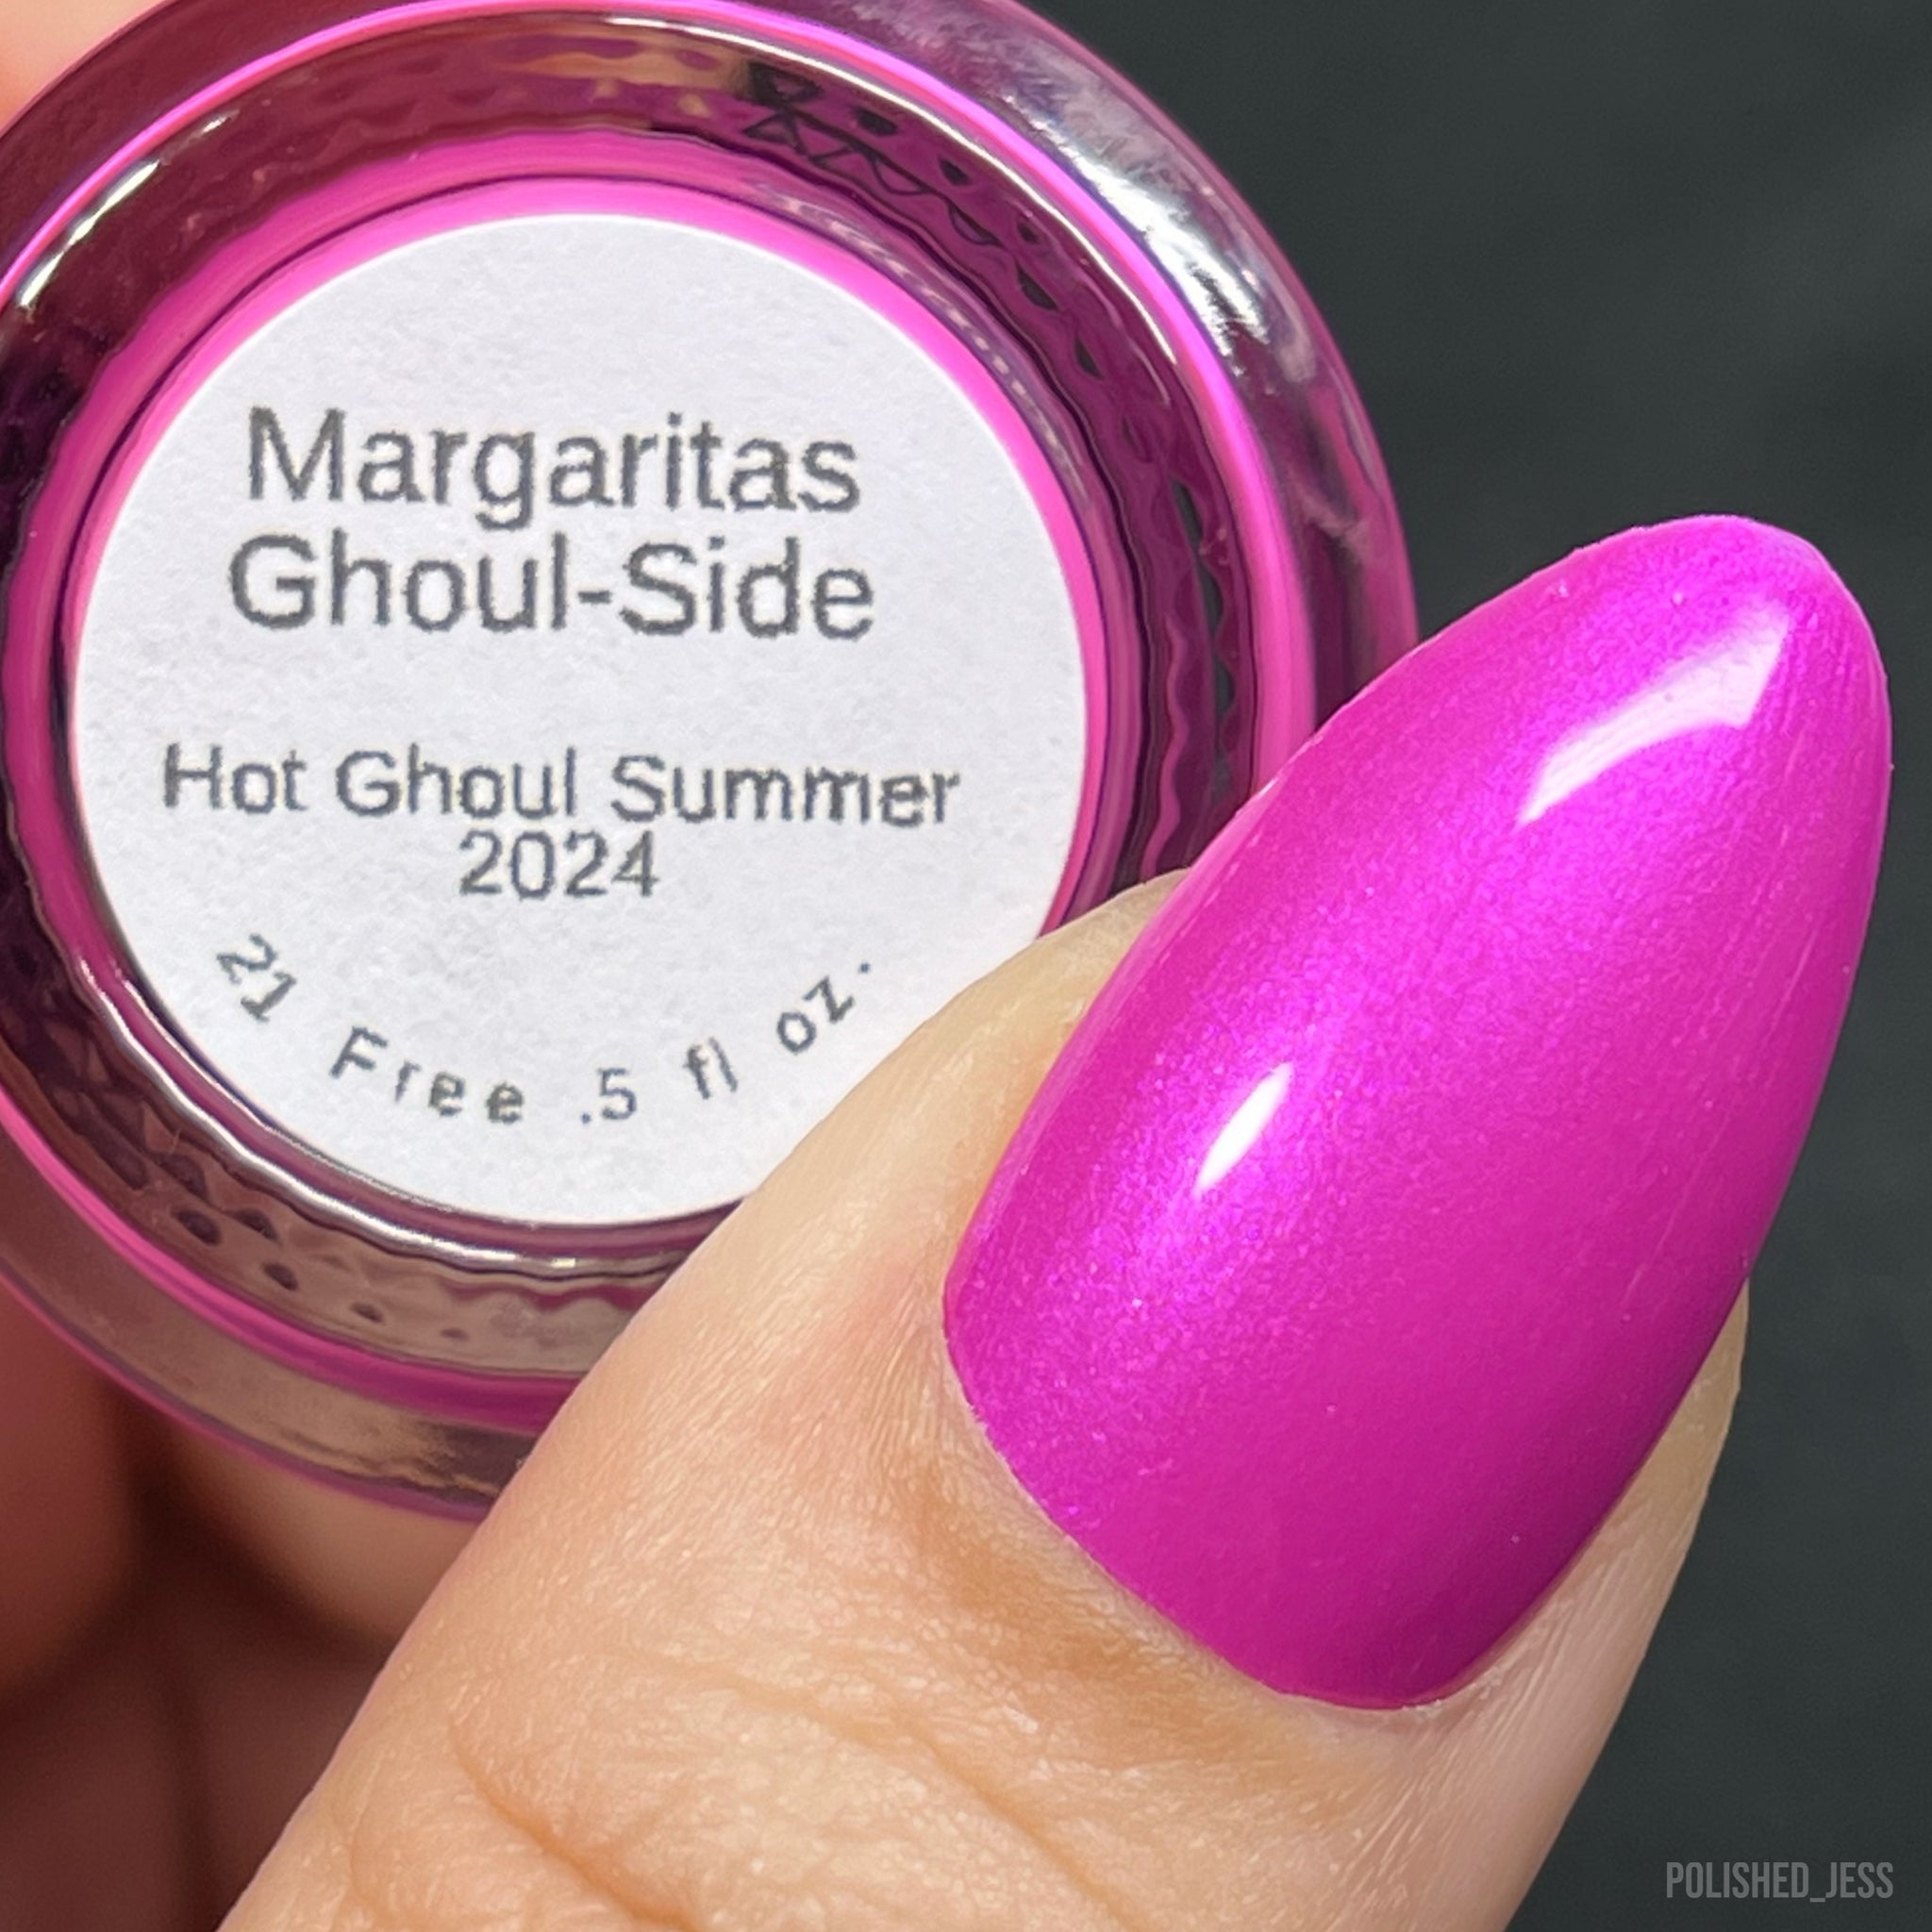 Margaritas
Ghoul-Side
Hot Ghoul Summer
2024
21 Free .5 fl oz.
POLISHED_JESS